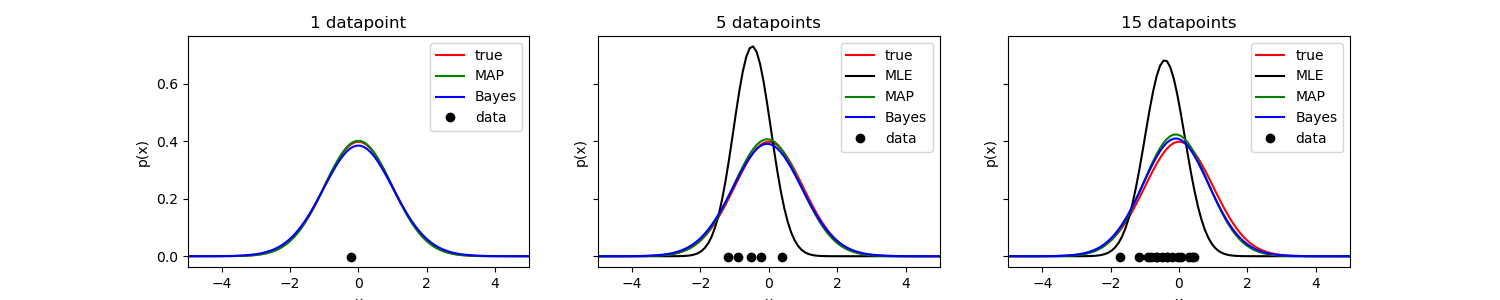 1 datapoint
p(x)
0.0
0.2
0.4
0.6
−4
−2
0
2
4
true
MAP
Bayes
data
5 datapoints
p(x)
−4
−2
0
2
4
true
MLE
MAP
Bayes
data
15 datapoints
p(x)
−4
−2
0
2
4
true
MLE
MAP
Bayes
data